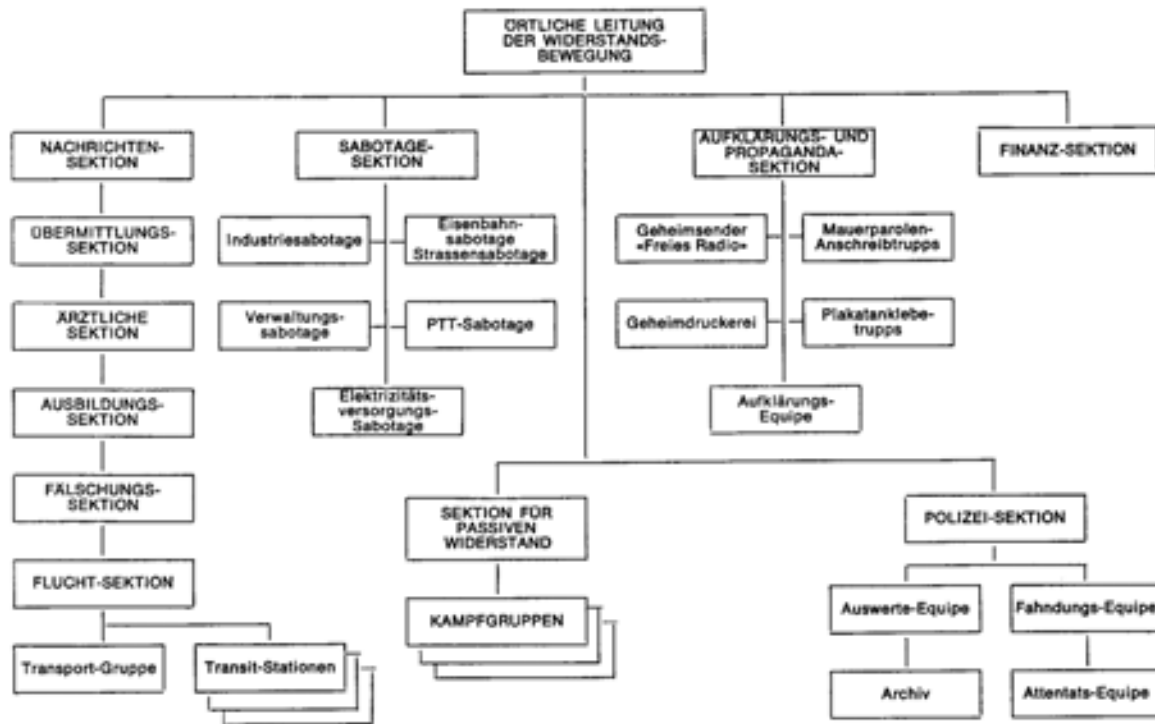 ÖRTLICHE LEITUNG
DER WIDERSTANDS-
BEWEGUNG
NACHRICHTEN-
SEKTION
SABOTAGE-
SEKTION
AUFKLÄRUNGS- UND
PROPAGANDA-
SEKTION
FINANZ-SEKTION
ÜBERMITTLUNGS-
SEKTION
Industriesabotage
Eisenbahn-
sabotage
Strassensabotage
Geheimsender
«Freies Radio»
Mauerparolen-
Anschreibtrupps
ÄRZTLICHE
SEKTION
Verwaltungs-
sabotage
PTT-Sabotage
Geheimdruckerei
Plakatanklebe-
trupps
AUSBILDUNGS-
SEKTION
Elektrizitäts-
versorgungs-
Sabotage
Aufklärungs-
Equipe
FÄLSCHUNGS-
SEKTION
SEKTION FÜR
PASSIVEN
WIDERSTAND
POLIZEI-SEKTION
FLUCHT-SEKTION
KAMPFGRUPPEN
Auswerte-Equipe
Fahndungs-Equipe
Transport-Gruppe
Transit-Stationen
Archiv
Attentats-Equipe